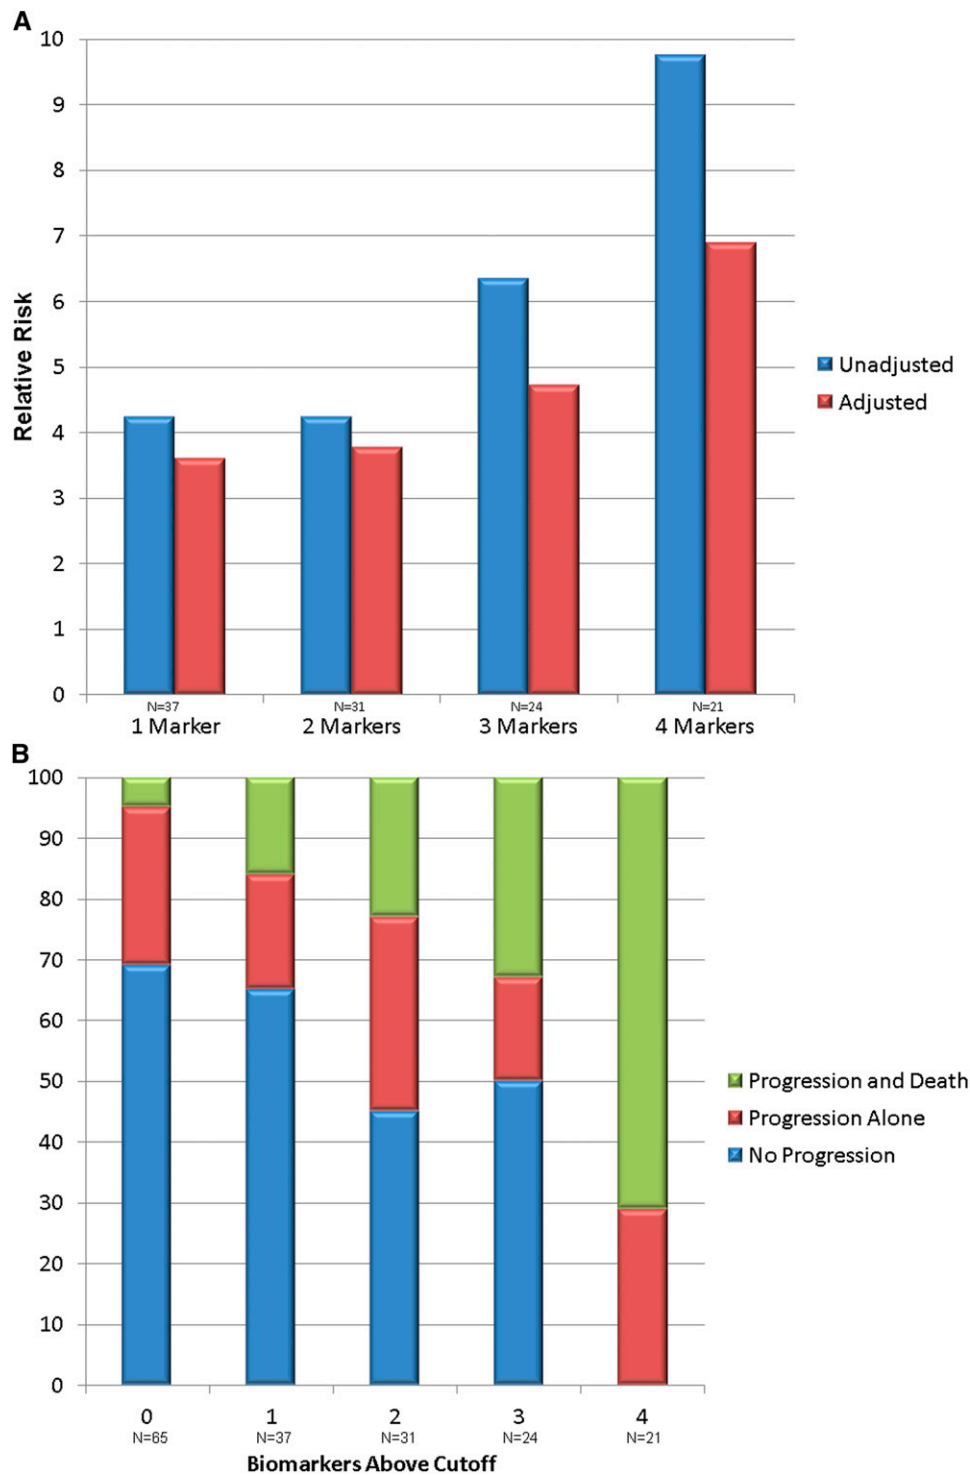 A
10
9
8
7
6
5
4
3
2
1
0
Relative Risk
Unadjusted
Adjusted
N=37 N=31 N=24 N=21
1 Marker 2 Markers 3 Markers 4 Markers
B
100
90
80
70
60
50
40
30
20
10
0
Progression and Death
Progression Alone
No Progression
0 1 2 3 4
N=65 N=37 N=31 N=24 N=21
Biomarkers Above Cutoff